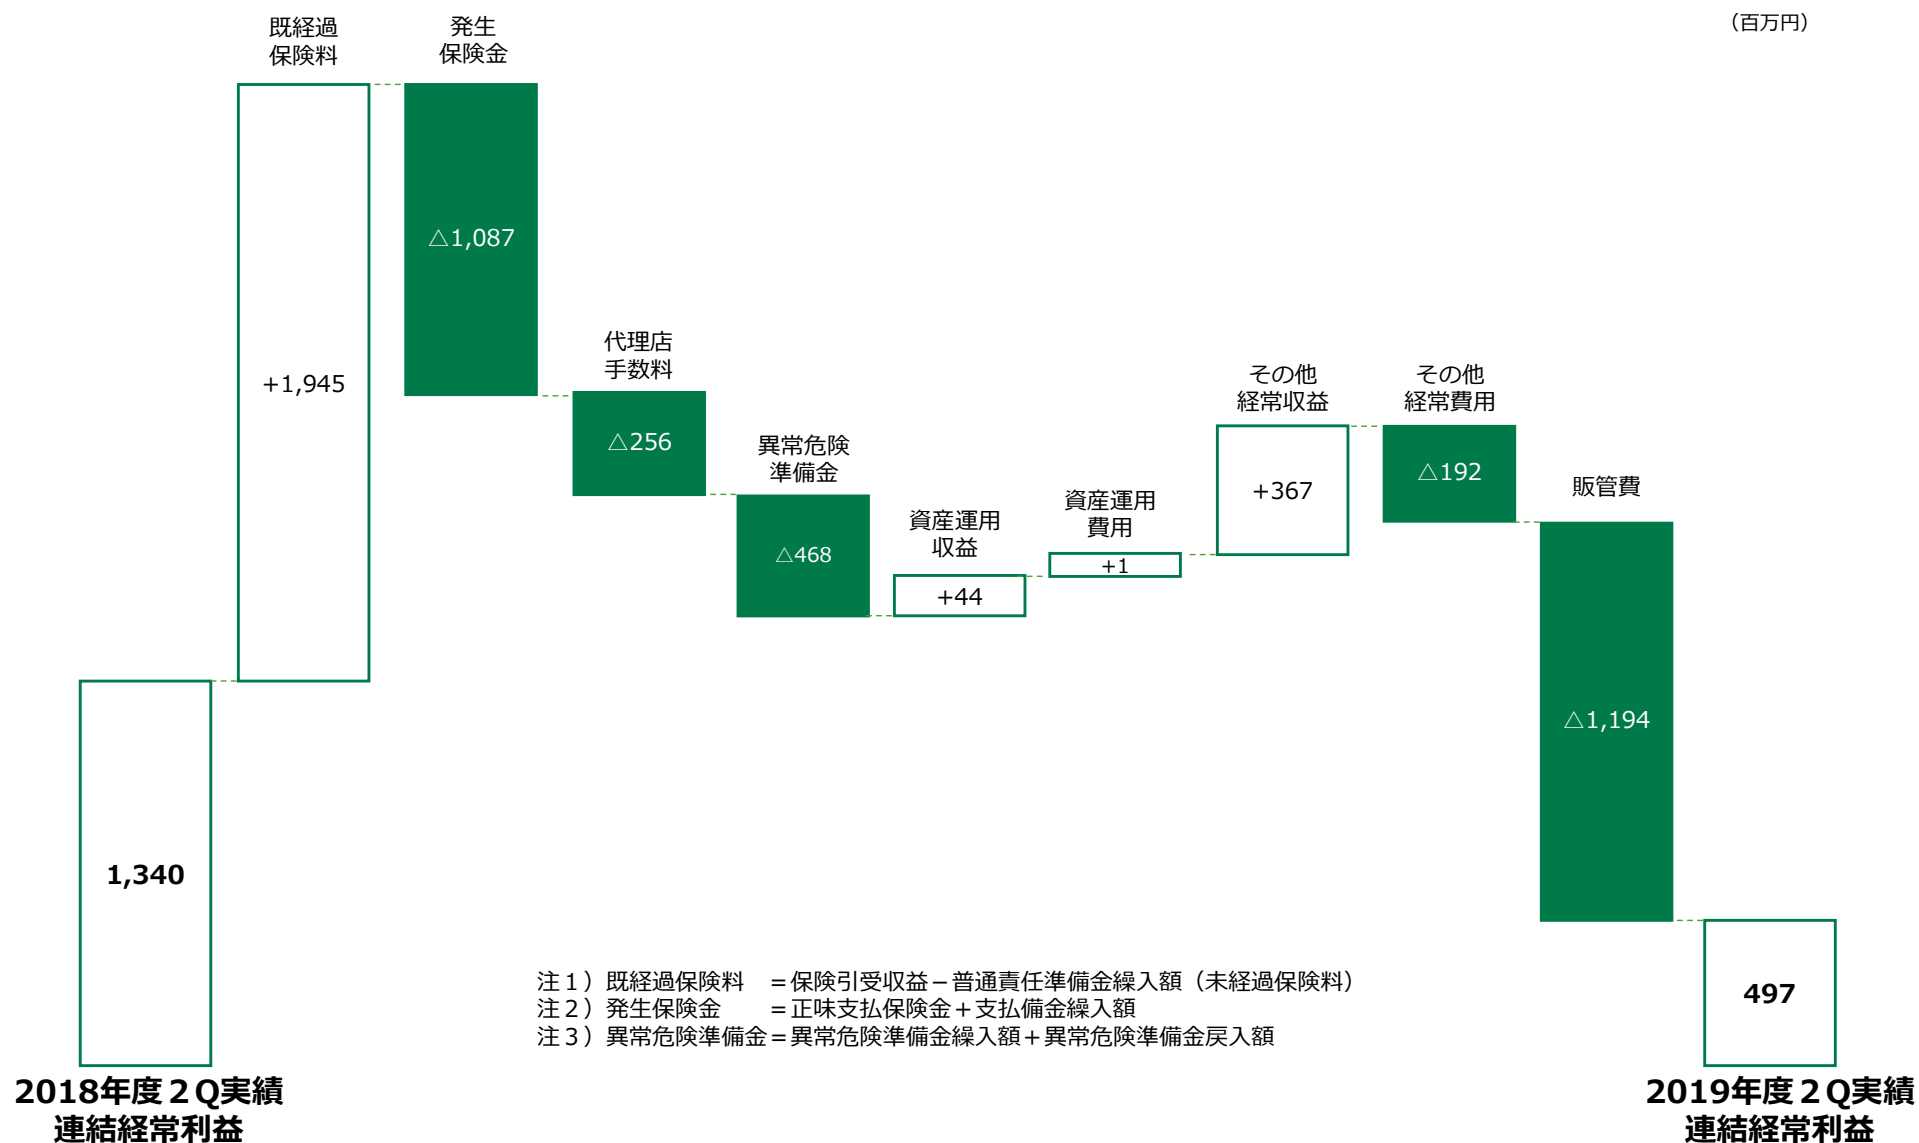 （百万円）
既経過
保険料
+1,945
発生
保険金
△1,087
代理店
手数料
△256
異常危険
準備金
△468
資産運用
収益
+44
資産運用
費用
+1
その他
経常収益
+367
その他
経常費用
△192
販管費
△1,194
1,340
497
注１）既経過保険料　＝保険引受収益－普通責任準備金繰入額（未経過保険料）
注２）発生保険金　　＝正味支払保険金＋支払備金繰入額
注３）異常危険準備金＝異常危険準備金繰入額＋異常危険準備金戻入額
2018年度２Q実績
連結経常利益
2019年度２Q実績
連結経常利益